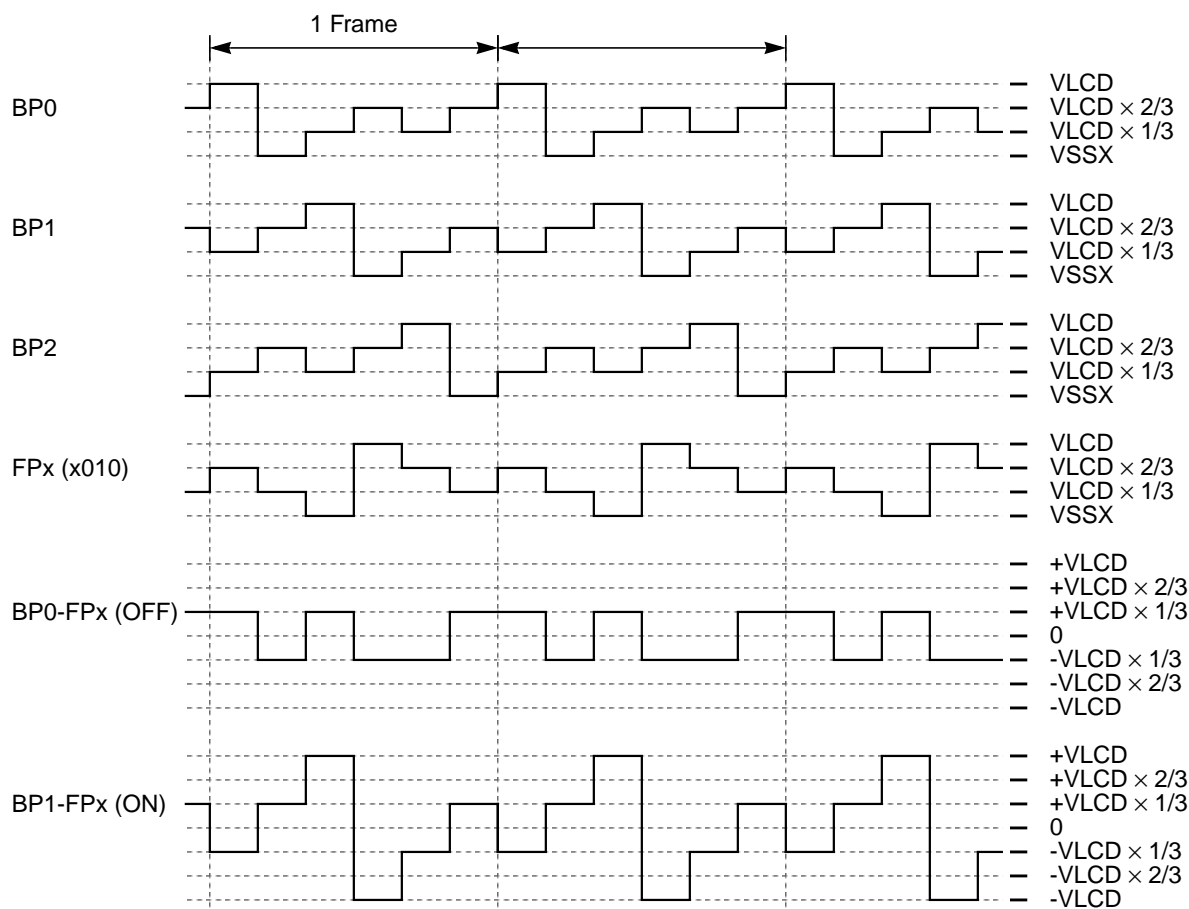 1 Frame
BP0
VLCD
VLCD × 2/3
VLCD × 1/3
VSSX
BP1
VLCD
VLCD × 2/3
VLCD × 1/3
VSSX
BP2
VLCD
VLCD × 2/3
VLCD × 1/3
VSSX
FPx (x010)
VLCD
VLCD × 2/3
VLCD × 1/3
VSSX
BP0-FPx (OFF)
+VLCD
+VLCD × 2/3
+VLCD × 1/3
0
-VLCD × 1/3
-VLCD × 2/3
-VLCD
BP1-FPx (ON)
+VLCD
+VLCD × 2/3
+VLCD × 1/3
0
-VLCD × 1/3
-VLCD × 2/3
-VLCD